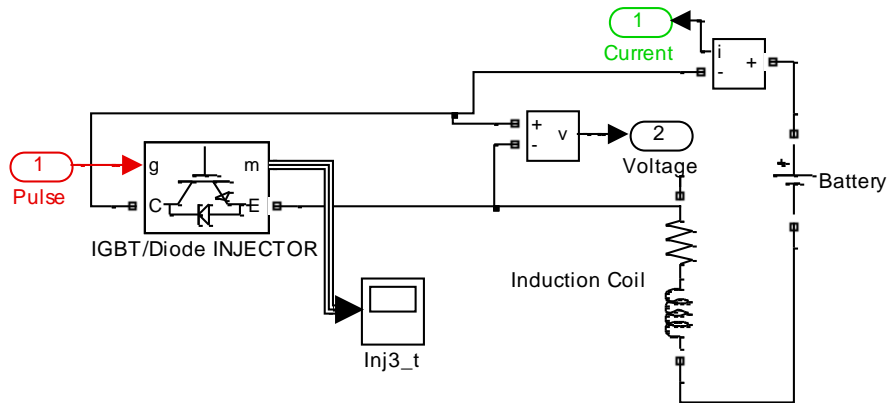 1
Current
i
+
-
+
-
v
2
Voltage
1
Pulse
g
m
C
E
IGBT/Diode INJECTOR
+
Battery
Induction Coil
Inj3_t